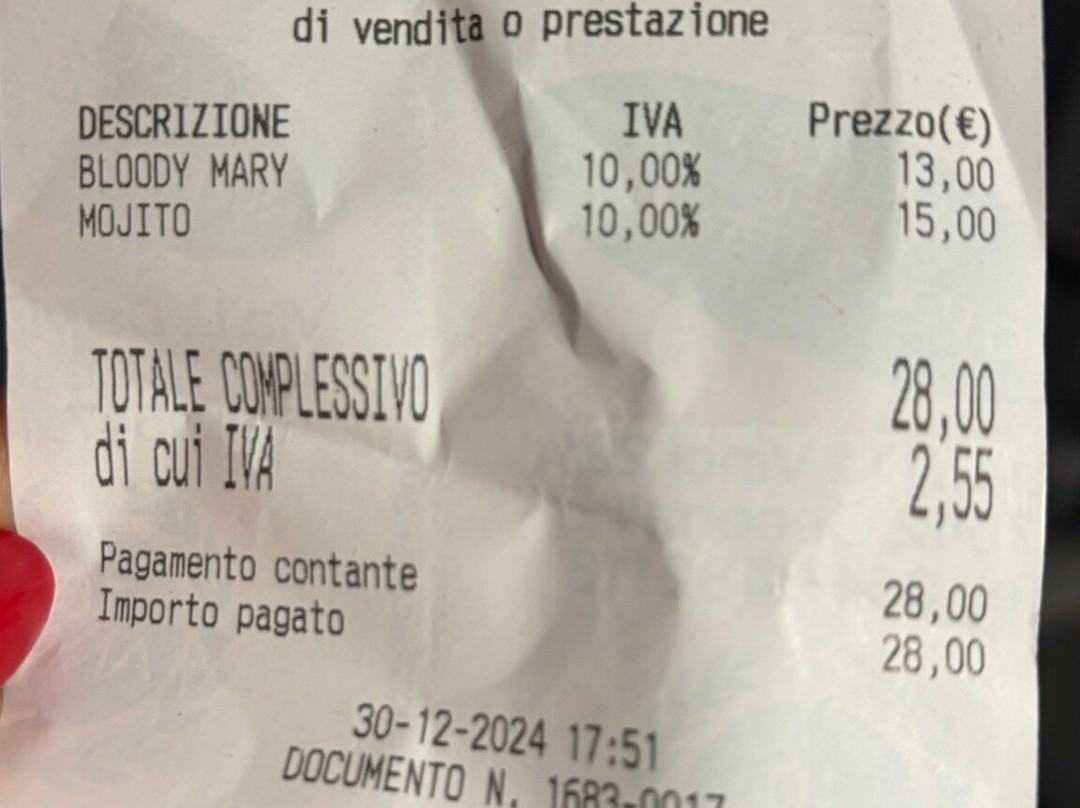 di vendita o prestazione
DESCRIZIONE IVA Prezzo(€)
BLOODY MARY 10,00% 13,00
MOJITO 10,00% 15,00
TOTALE COMPLESSIVO 28,00
di cui IVA 2,55
Pagamento contante 28,00
Importo pagato 28,00
30-12-2024 17:51
DOCUMENTO N. 1683-0017